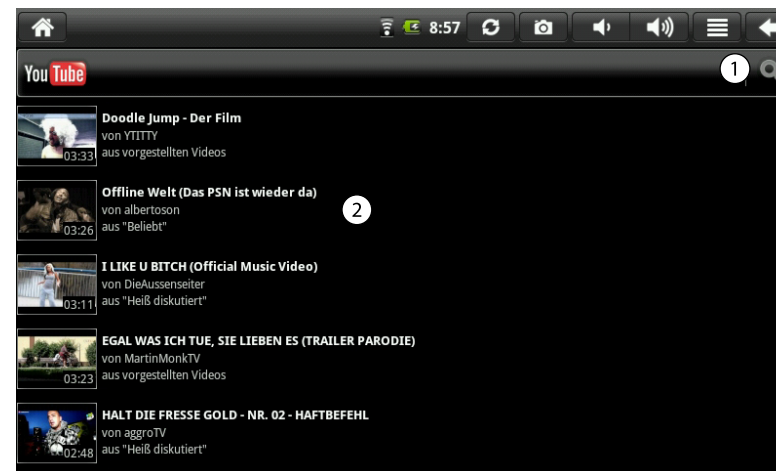 8:57
YouTube
1
Doodle Jump - Der Film
von YTITTY
03:33
aus vorgestellten Videos
Offline Welt (Das PSN ist wieder da)
von albertoson
2
03:26
aus "Beliebt"
I LIKE U BITCH (Official Music Video)
von DieAussenseiter
03:11
aus "Heiß diskutiert"
EGAL WAS ICH TUE, SIE LIEBEN ES (TRAILER PARODIE)
von MartinMonkTV
03:23
aus vorgestellten Videos
HALT DIE FRESSE GOLD - NR. 02 - HAFTBEFEHL
von aggroTV
02:48
aus "Heiß diskutiert"